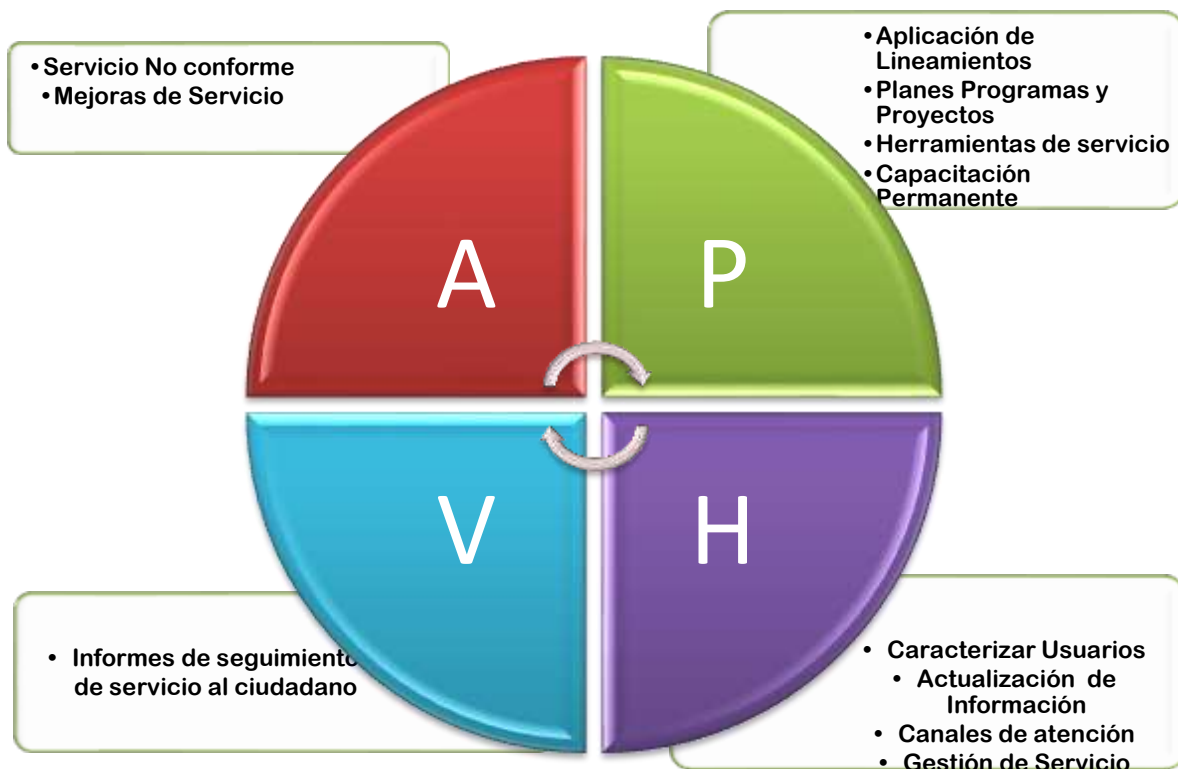 • Servicio No conforme
• Mejoras de Servicio
• Aplicación de
Lineamientos
• Planes Programas y
Proyectos
• Herramientas de servicio
• Capacitación
Permanente
A
P
V
H
• Informes de seguimiento
de servicio al ciudadano
• Caracterizar Usuarios
• Actualización de
Información
• Canales de atención
• Gestión de Servicio